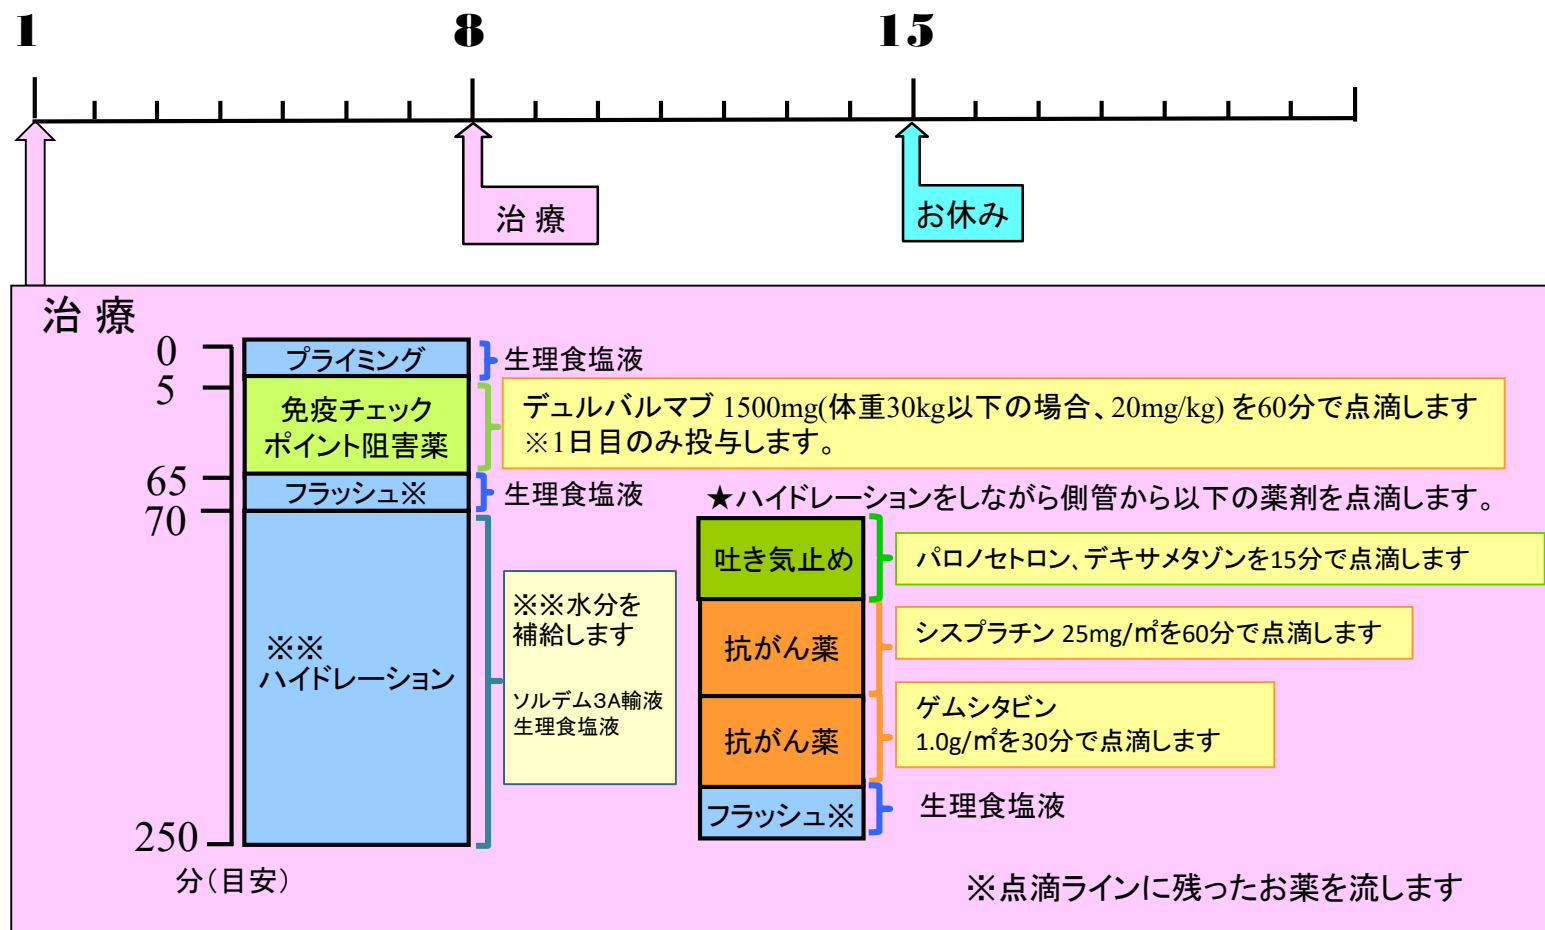 1
8
15
治 療
お休み
治 療
0
プライミング
生理食塩液
5
免疫チェック
ポイント阻害薬
デュルバルマブ 1500mg(体重30kg以下の場合、20mg/kg) を60分で点滴します
※1日目のみ投与します。
65
フラッシュ※
生理食塩液
70
★ハイドレーションをしながら側管から以下の薬剤を点滴します。
※※
ハイドレーション
※※水分を
補給します
ソルデム3A輸液
生理食塩液
吐き気止め
パロノセトロン、デキサメタゾンを15分で点滴します
抗がん薬
シスプラチン 25mg/㎡を60分で点滴します
抗がん薬
ゲムシタビン
1.0g/㎡を30分で点滴します
フラッシュ※
生理食塩液
250
分（目安）
※点滴ラインに残ったお薬を流します